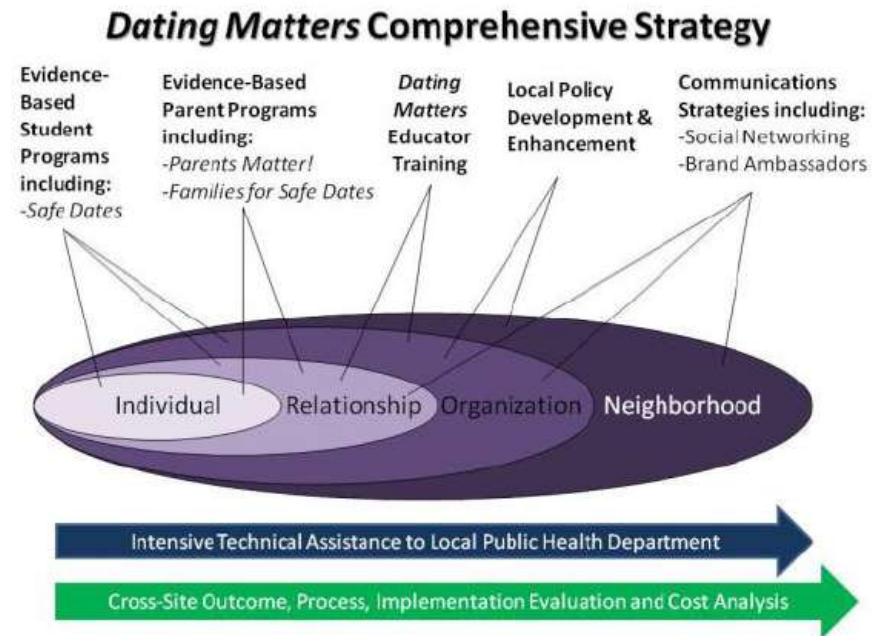 Dating Matters Comprehensive Strategy
Evidence-
Based
Student
Programs
including:
-Safe Dates
Evidence-Based
Parent Programs
including:
-Parents Matter!
-Families for Safe Dates
Dating
Matters
Educator
Training
Local Policy
Development &
Enhancement
Communications
Strategies including:
-Social Networking
-Brand Ambassadors
Individual
Relationship
Organization
Neighborhood
Intensive Technical Assistance to Local Public Health Department
Cross-Site Outcome, Process, Implementation Evaluation and Cost Analysis